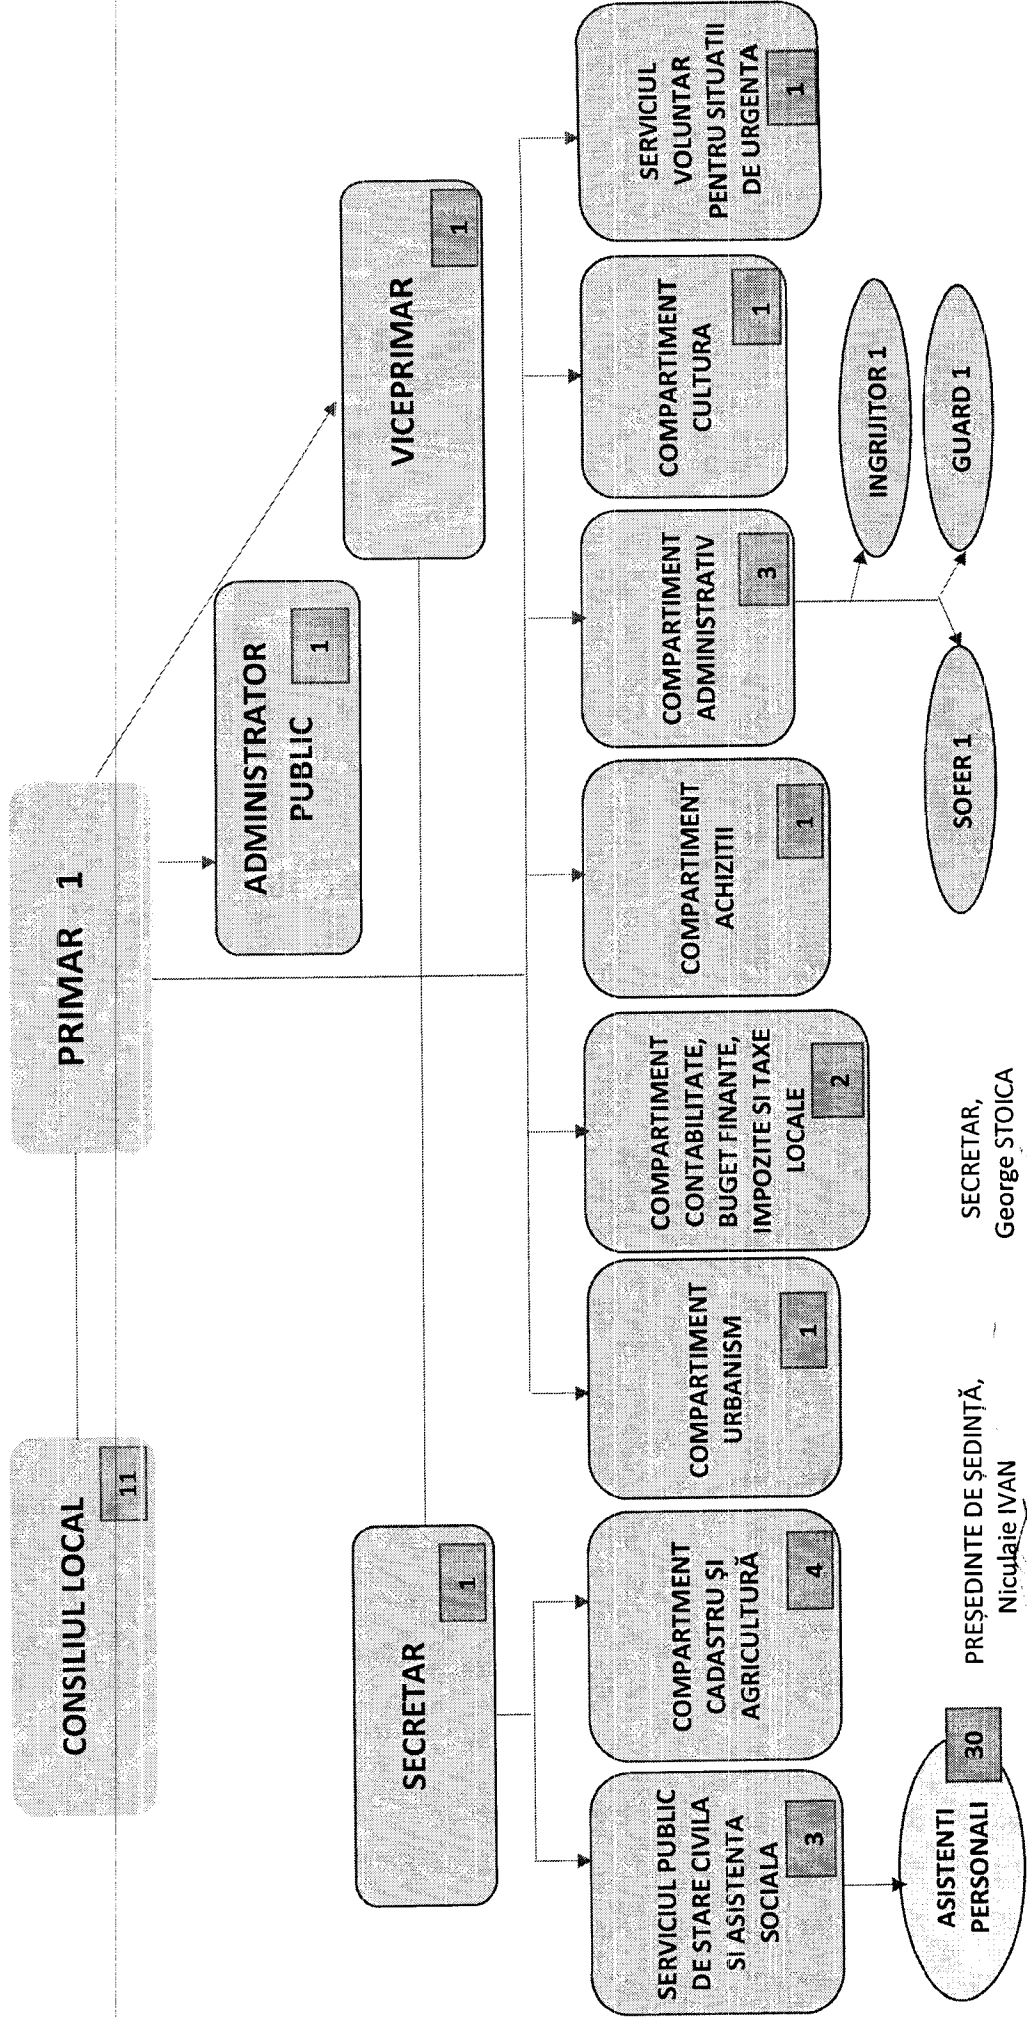 CONSILIUL LOCAL
11
PRIMAR 1
ADMINISTRATOR
PUBLIC
1
VICEPRIMAR
1
SECRETAR
1
SERVICIUL PUBLIC
DE STARE CIVILA
SI ASISTENTA
SOCIALA
3
COMPARTMENT
CADASTRU ȘI
AGRICULTURĂ
4
COMPARTIMENT
URBANISM
1
COMPARTIMENT
CONTABILITATE,
BUGET FINANTE,
IMPOZITE SI TAXE
LOCALE
2
COMPARTIMENT
ACHIZITII
1
COMPARTIMENT
ADMINISTRATIV
3
COMPARTIMENT
CULTURA
1
SERVICIUL
VOLUNTAR
PENTRU SITUATII
DE URGENTA
1
ASISTENTI
PERSONALI
30
SOFER 1
INGRIJITOR 1
GUARD 1
PREȘEDINTE DE ȘEDINȚĂ,
Niculaie IVAN
SECRETAR,
George STOICA